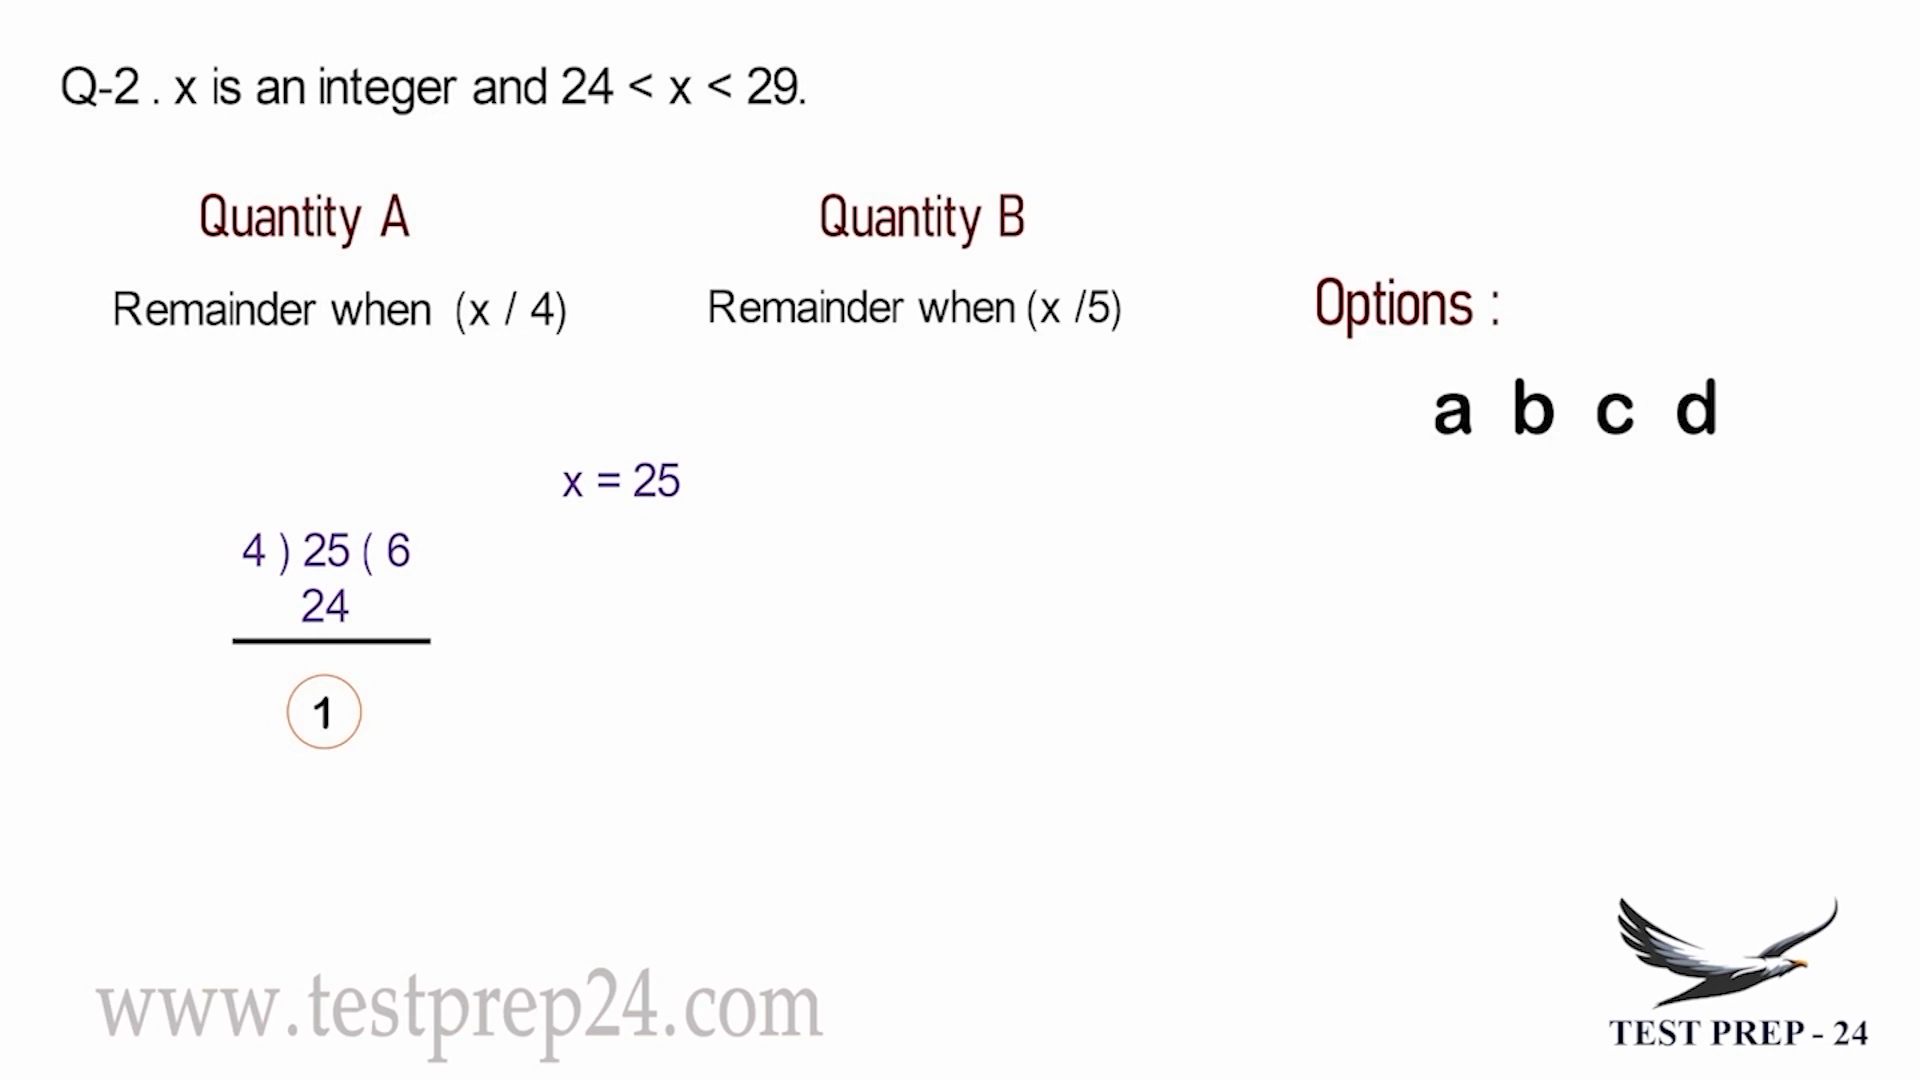 Q-2 . x is an integer and 24 < x < 29.
Quantity A
Quantity B
Remainder when (x / 4)
Remainder when (x /5)
Options :
a b c d
x = 25
4 ) 25 ( 6
24
1
www.testprep24.com
TEST PREP - 24